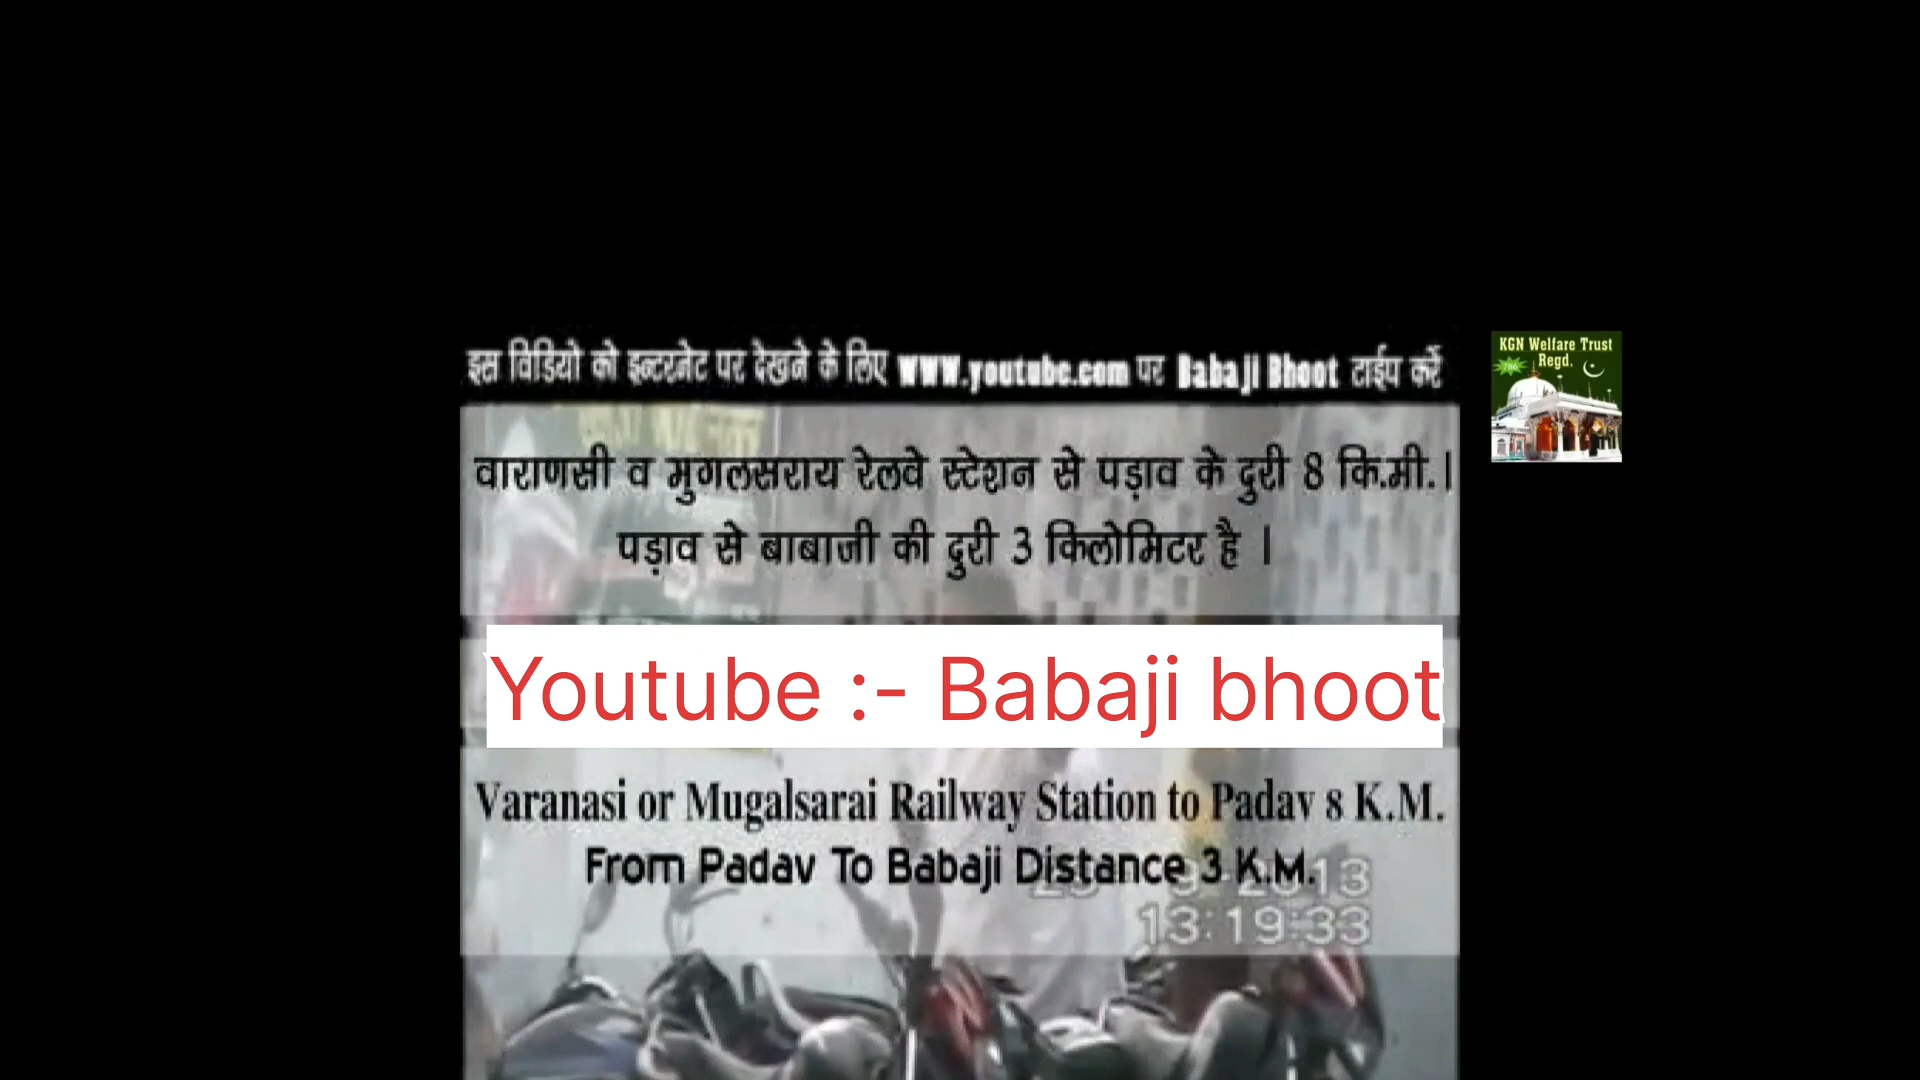 इस विडियो को इन्टरनेट पर देखने के लिए WWW.youtube.com पर Babaji Bhoot टाईप करें
KGN Welfare Trust
Regd.
786
वाराणसी व मुगलसराय रेलवे स्टेशन से पड़ाव के दुरी 8 कि.मी.।
पड़ाव से बाबाजी की दुरी 3 किलोमिटर है ।
Youtube :- Babaji bhoot
Varanasi or Mugalsarai Railway Station to Padav 8 K.M.
From Padav To Babaji Distance 3 K.M.
13:19:33